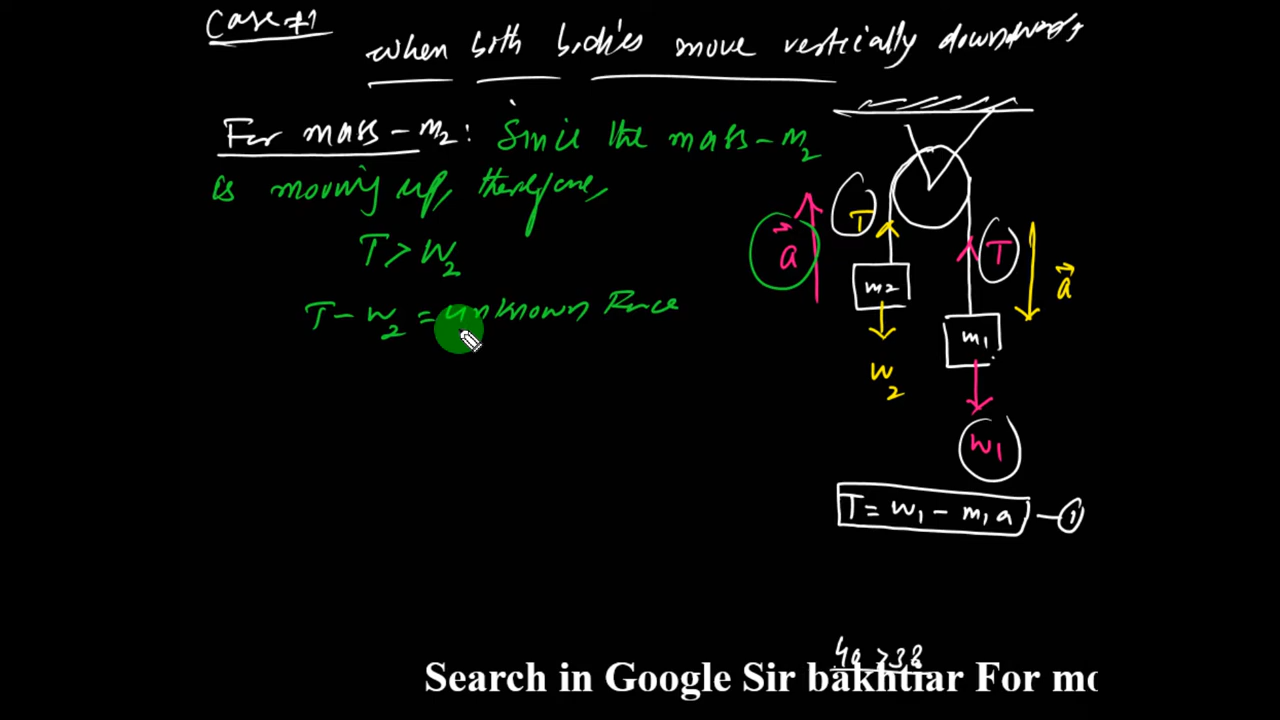 Case #1
When both bodies move vertically downwards
For mass - m2: Since the mass - m2
is moving up, therefore,
T > W2
T - W2 = unknown Force
T
a
T
a
m2
m1
W2
W1
T = W1 - m1 a — 1
40 > 38
Search in Google Sir bakhtiar For mo